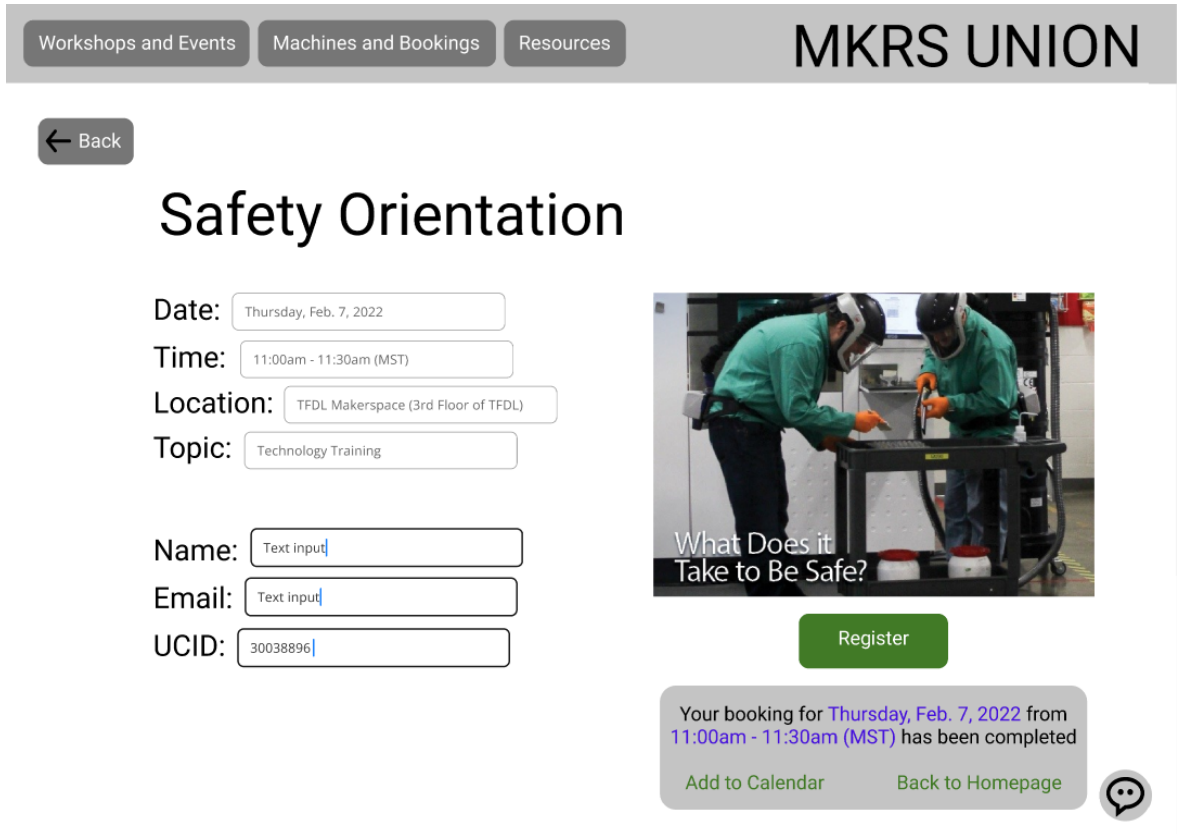 Workshops and Events
Machines and Bookings
Resources
MKRS UNION
Back
Safety Orientation
Date: Thursday, Feb. 7, 2022
Time: 11:00am - 11:30am (MST)
Location: TFDL Makerspace (3rd Floor of TFDL)
Topic: Technology Training
Name: Text input
Email: Text input
UCID: 30038896
What Does it
Take to Be Safe?
Register
Your booking for Thursday, Feb. 7, 2022 from
11:00am - 11:30am (MST) has been completed
Add to Calendar
Back to Homepage